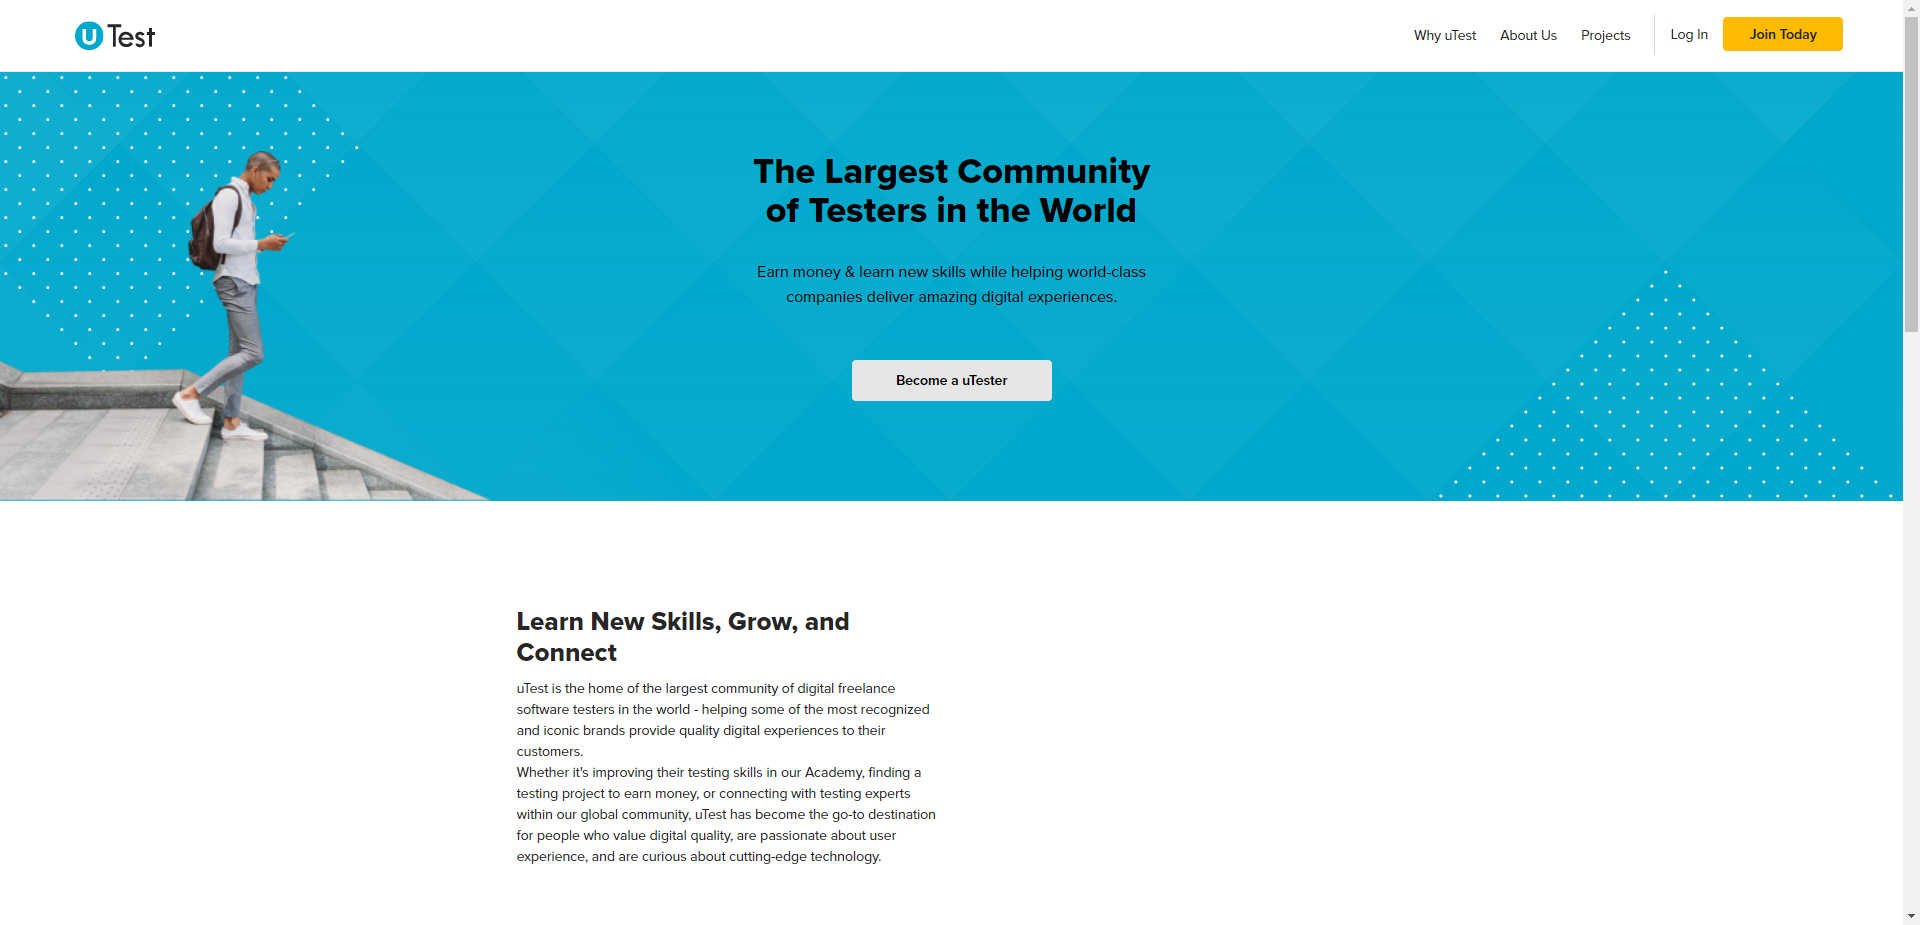 uTest
Why uTest
About Us
Projects
Log In
Join Today
The Largest Community
of Testers in the World
Earn money & learn new skills while helping world-class
companies deliver amazing digital experiences.
Become a uTester
Learn New Skills, Grow, and
Connect
uTest is the home of the largest community of digital freelance
software testers in the world - helping some of the most recognized
and iconic brands provide quality digital experiences to their
customers.
Whether it's improving their testing skills in our Academy, finding a
testing project to earn money, or connecting with testing experts
within our global community, uTest has become the go-to destination
for people who value digital quality, are passionate about user
experience, and are curious about cutting-edge technology.